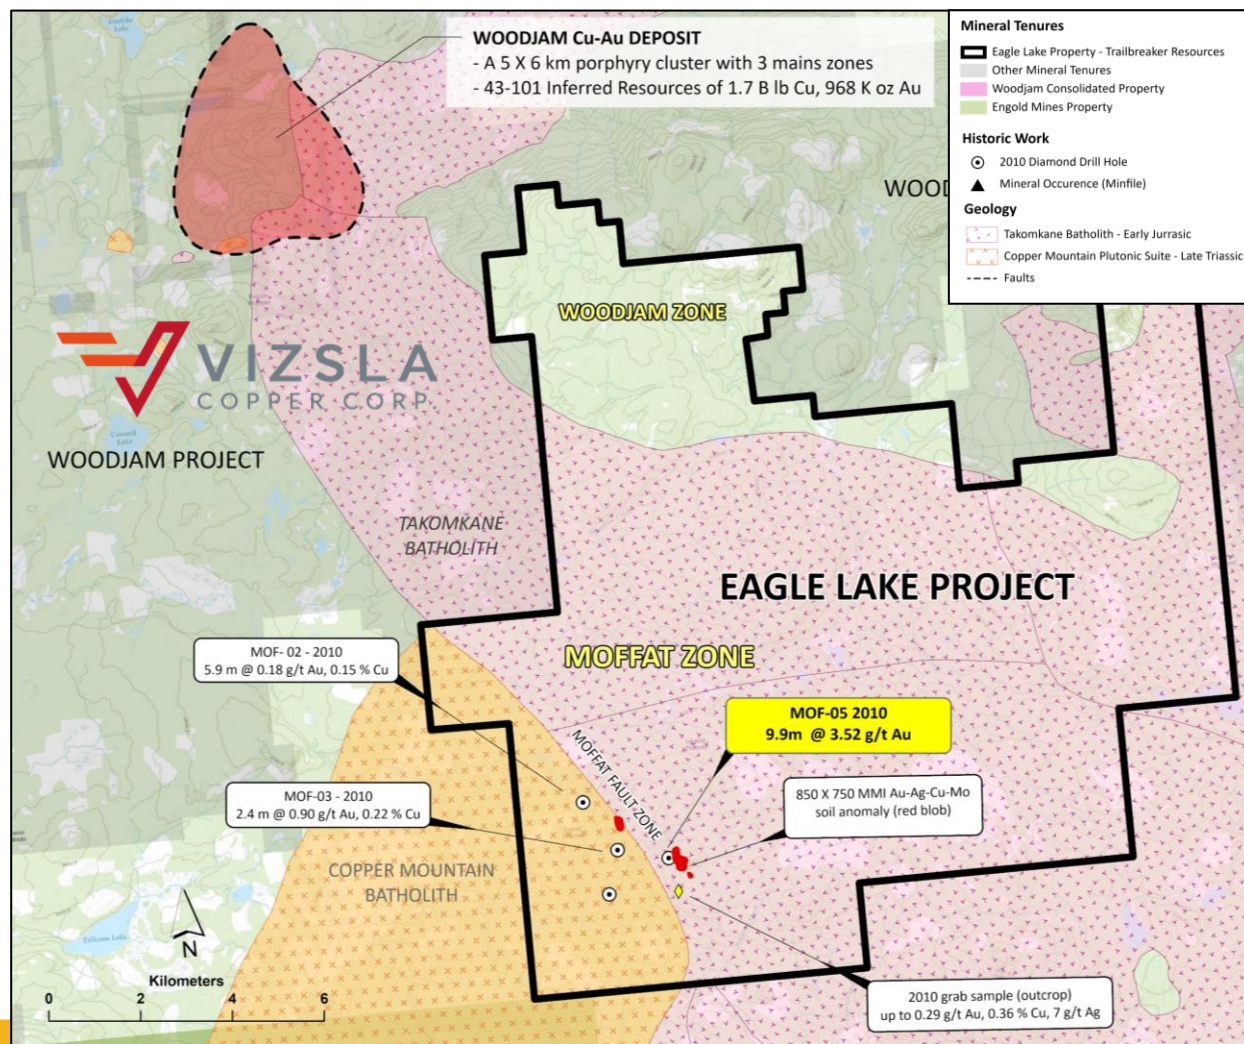 WOODJAM Cu-Au DEPOSIT
- A 5 X 6 km porphyry cluster with 3 mains zones
- 43-101 Inferred Resources of 1.7 B lb Cu, 968 K oz Au
Mineral Tenures
Eagle Lake Property - Trailbreaker Resources
Other Mineral Tenures
Woodjam Consolidated Property
Engold Mines Property
Historic Work
2010 Diamond Drill Hole
Mineral Occurence (Minfile)
Geology
Takomkane Batholith - Early Jurrasic
Copper Mountain Plutonic Suite - Late Triassic
Faults
WOOD
WOODJAM ZONE
VIZSLA
COPPER CORP.
WOODJAM PROJECT
TAKOMKANE
BATHOLITH
EAGLE LAKE PROJECT
MOFFAT ZONE
MOF- 02 - 2010
5.9 m @ 0.18 g/t Au, 0.15 % Cu
MOF-05 2010
9.9m @ 3.52 g/t Au
MOFFAT FAULT ZONE
MOF-03 - 2010
2.4 m @ 0.90 g/t Au, 0.22 % Cu
850 X 750 MMI Au-Ag-Cu-Mo
soil anomaly (red blob)
COPPER MOUNTAIN
BATHOLITH
N
Kilometers
0 2 4 6
2010 grab sample (outcrop)
up to 0.29 g/t Au, 0.36 % Cu, 7 g/t Ag